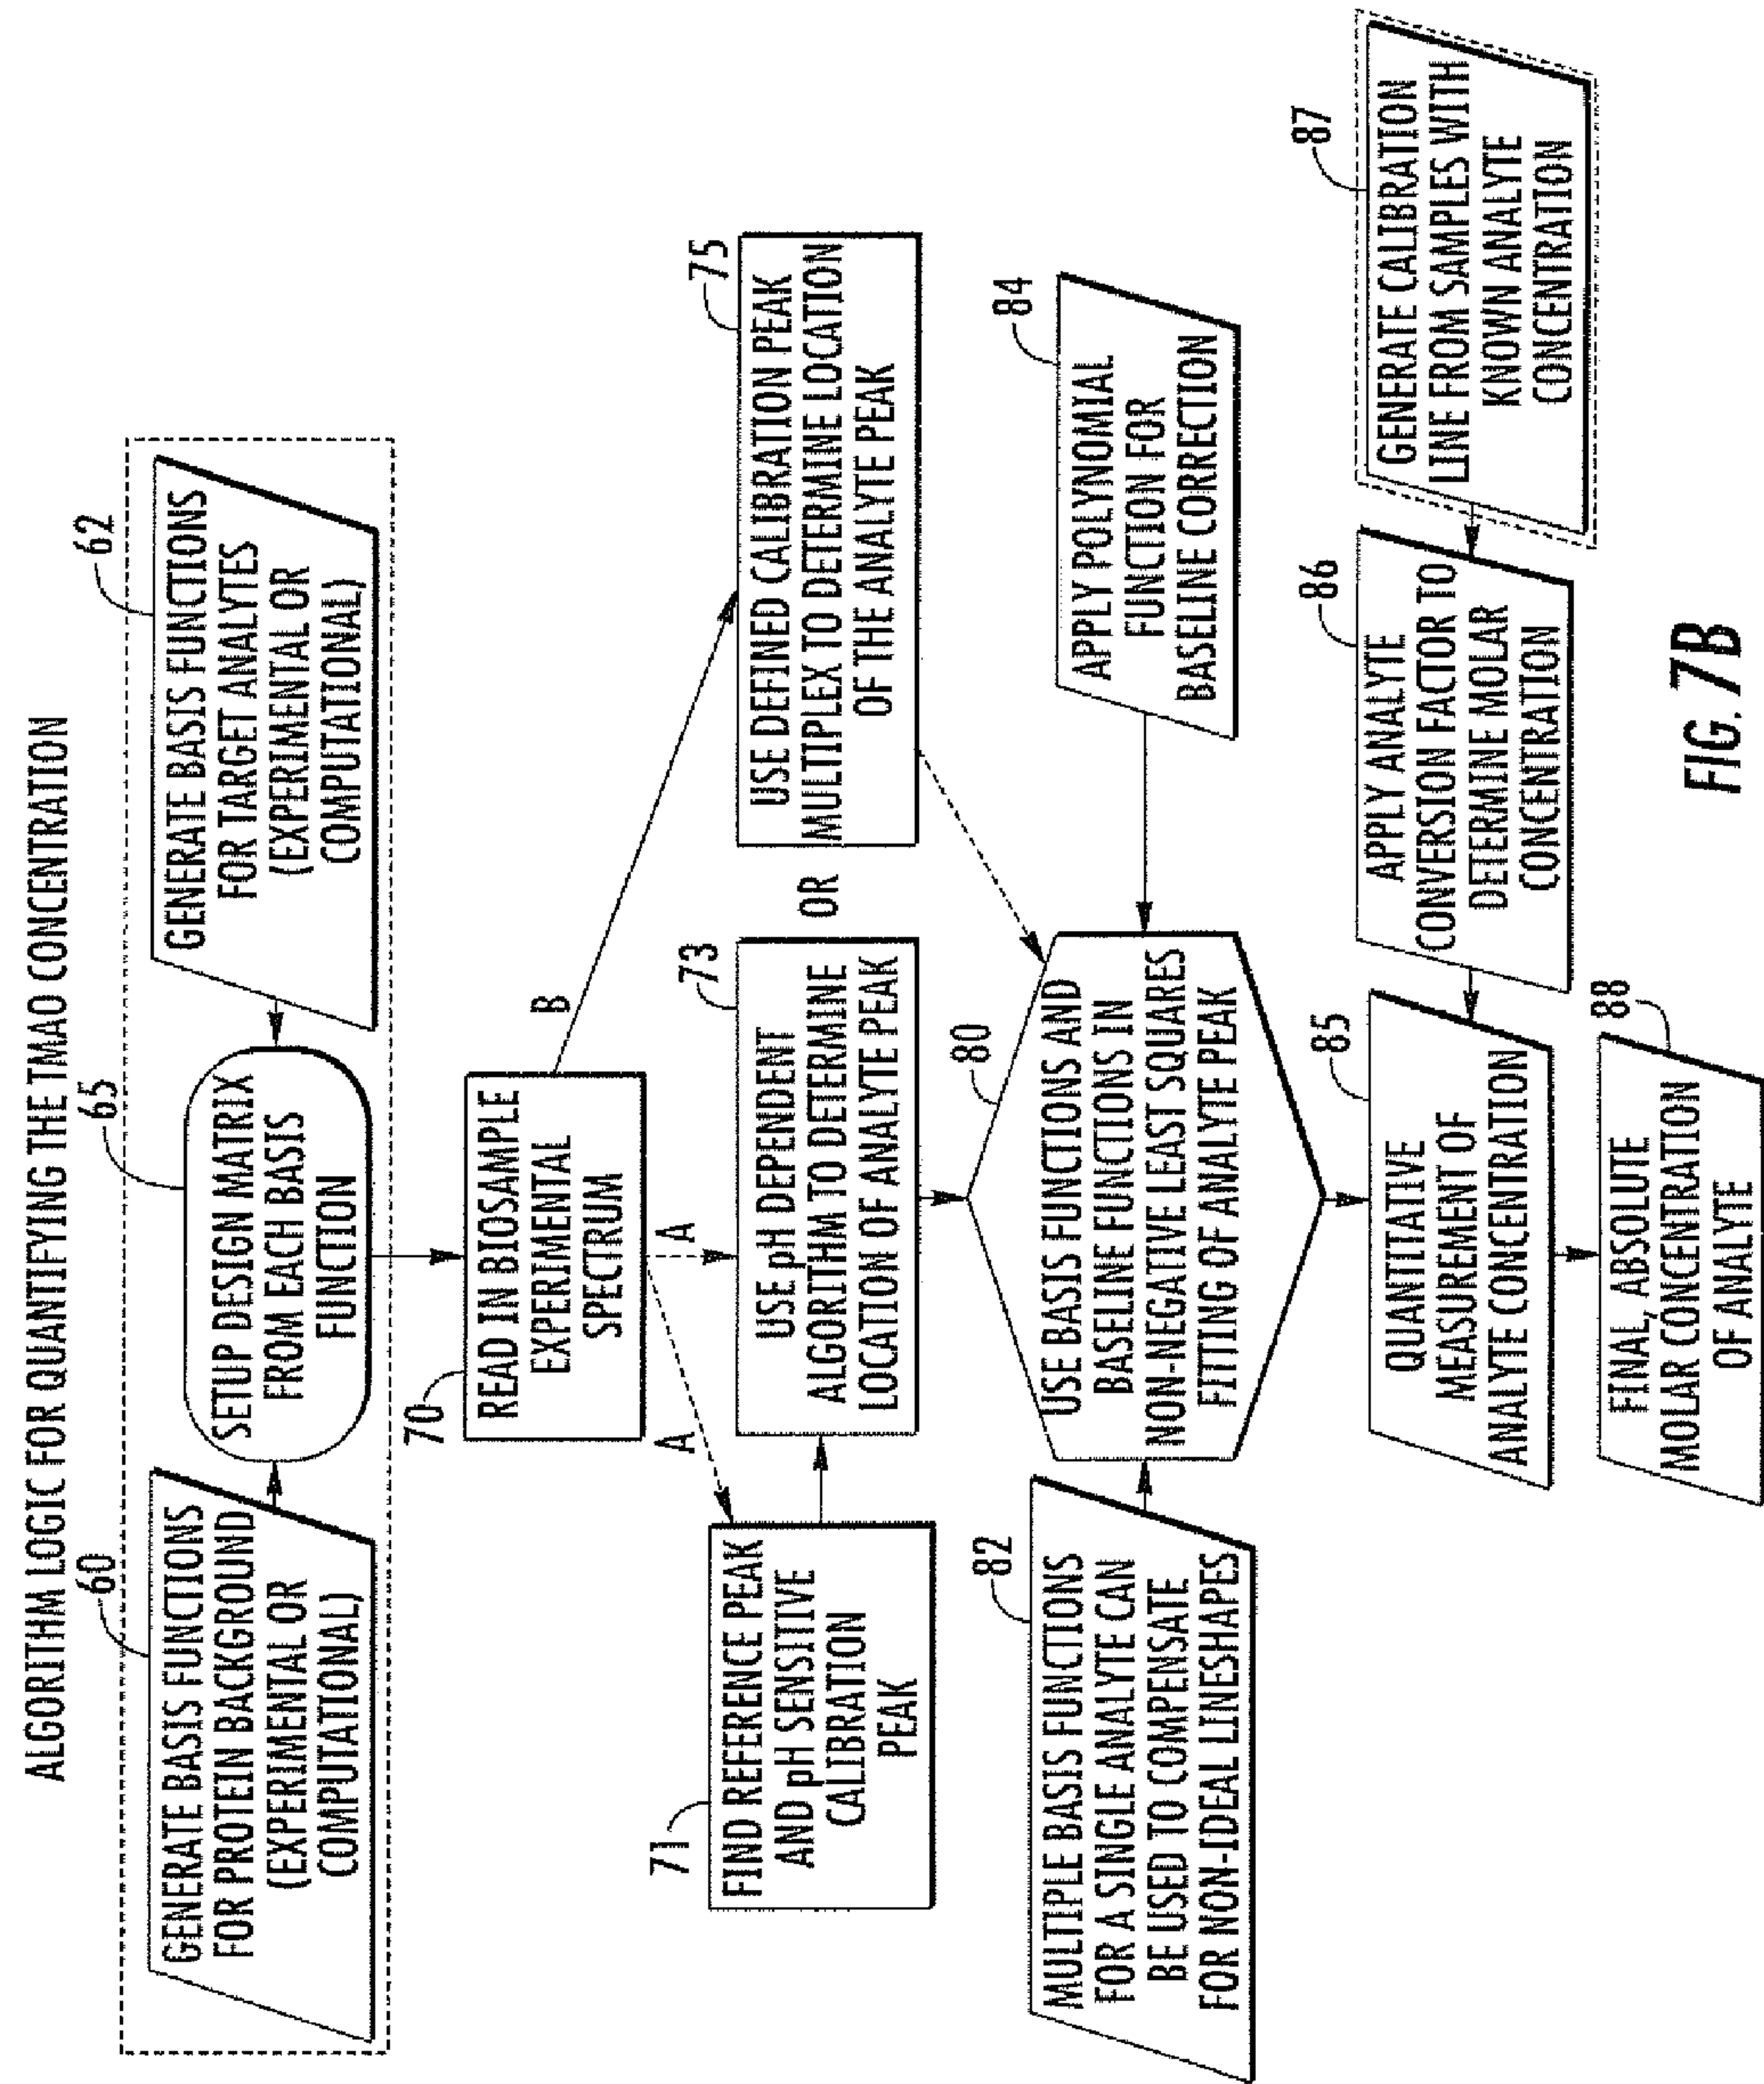 ALGORITHM LOGIC FOR QUANTIFYING THE TMAO CONCENTRATION
60
GENERATE BASIS FUNCTIONS
FOR PROTEIN BACKGROUND
(EXPERIMENTAL OR
COMPUTATIONAL)
65
SETUP DESIGN MATRIX
FROM EACH BASIS
FUNCTION
62
GENERATE BASIS FUNCTIONS
FOR TARGET ANALYTES
(EXPERIMENTAL OR
COMPUTATIONAL)
70
READ IN BIOSAMPLE
EXPERIMENTAL
SPECTRUM
A
A
B
71
FIND REFERENCE PEAK
AND pH SENSITIVE
CALIBRATION
PEAK
73
USE pH DEPENDENT
ALGORITHM TO DETERMINE
LOCATION OF ANALYTE PEAK
OR
75
USE DEFINED CALIBRATION PEAK
MULTIPLEX TO DETERMINE LOCATION
OF THE ANALYTE PEAK
82
MULTIPLE BASIS FUNCTIONS
FOR A SINGLE ANALYTE CAN
BE USED TO COMPENSATE
FOR NON-IDEAL LINESHAPES
80
USE BASIS FUNCTIONS AND
BASELINE FUNCTIONS IN
NON-NEGATIVE LEAST SQUARES
FITTING OF ANALYTE PEAK
84
APPLY POLYNOMIAL
FUNCTION FOR
BASELINE CORRECTION
85
QUANTITATIVE
MEASUREMENT OF
ANALYTE CONCENTRATION
86
APPLY ANALYTE
CONVERSION FACTOR TO
DETERMINE MOLAR
CONCENTRATION
87
GENERATE CALIBRATION
LINE FROM SAMPLES WITH
KNOWN ANALYTE
CONCENTRATION
88
FINAL, ABSOLUTE
MOLAR CONCENTRATION
OF ANALYTE
FIG. 7B